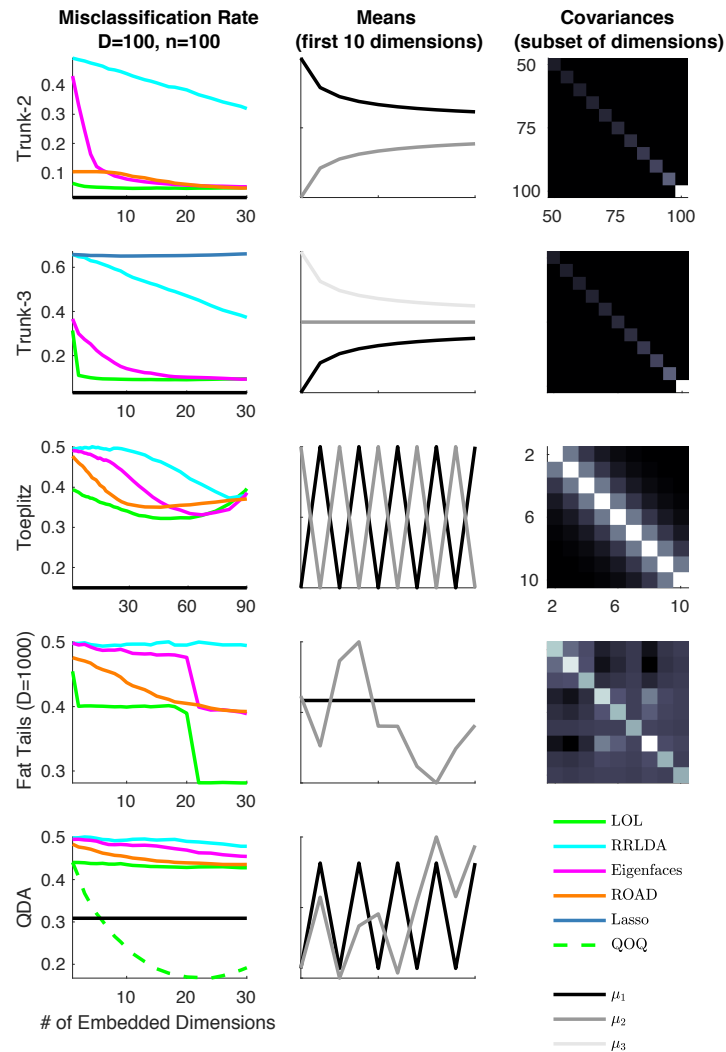 Misclassification Rate
D=100, n=100
Means
(first 10 dimensions)
Covariances
(subset of dimensions)
Trunk-2
0.4
0.3
0.2
0.1
10
20
30
50
75
100
50
75
100
Trunk-3
0.6
0.4
0.2
10
20
30
Toeplitz
0.5
0.4
0.3
0.2
30
60
90
2
6
10
2
6
10
Fat Tails (D=1000)
0.5
0.4
0.3
10
20
30
QDA
0.5
0.4
0.3
0.2
10
20
30
# of Embedded Dimensions
LOL
RRLDA
Eigenfaces
ROAD
Lasso
QOQ
μ₁
μ₂
μ₃